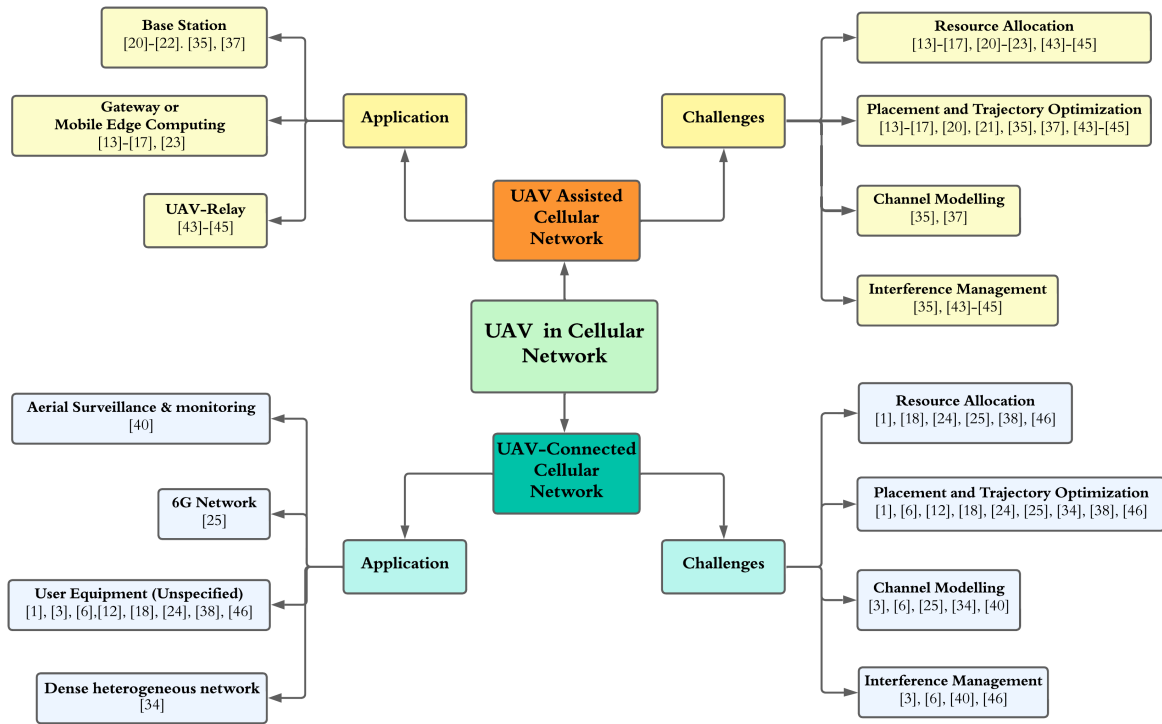 Base Station
[20]-[22]. [35], [37]
Gateway or
Mobile Edge Computing
[13]-[17], [23]
UAV-Relay
[43]-[45]
Application
UAV Assisted
Cellular
Network
Challenges
Resource Allocation
[13]-[17], [20]-[23], [43]-[45]
Placement and Trajectory Optimization
[13]-[17], [20], [21], [35], [37], [43]-[45]
Channel Modelling
[35], [37]
Interference Management
[35], [43]-[45]
UAV in Cellular
Network
Aerial Surveillance & monitoring
[40]
6G Network
[25]
User Equipment (Unspecified)
[1], [3], [6],[12], [18], [24], [38], [46]
Dense heterogeneous network
[34]
Application
UAV-Connected
Cellular
Network
Challenges
Resource Allocation
[1], [18], [24], [25], [38], [46]
Placement and Trajectory Optimization
[1], [6], [12], [18], [24], [25], [34], [38], [46]
Channel Modelling
[3], [6], [25], [34], [40]
Interference Management
[3], [6], [40], [46]